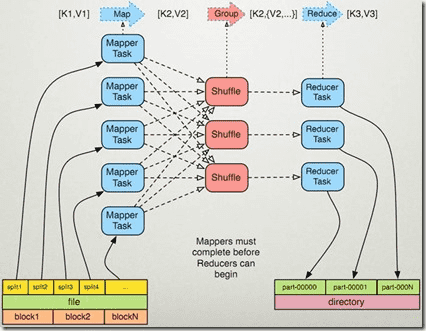 [K1,V1] Map [K2,V2] Group [K2,{V2,...}] Reduce [K3,V3]
Mapper
Task
Mapper
Task
Mapper
Task
Mapper
Task
Mapper
Task
Shuffle
Shuffle
Shuffle
Reducer
Task
Reducer
Task
Reducer
Task
Mappers must
complete before
Reducers can
begin
split1 split2 split3 split4 ...
file
block1 block2 blockN
part-00000 part-00001 part-000N
directory